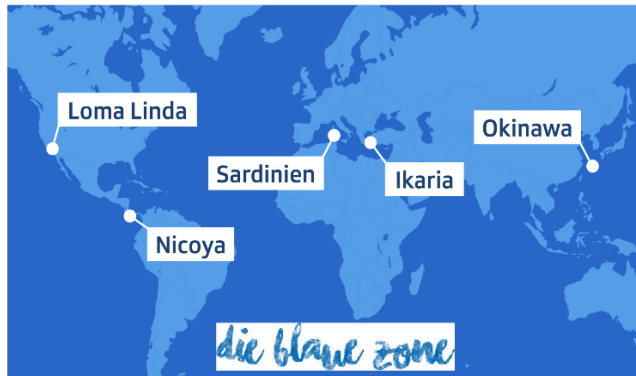 Loma Linda
Okinawa
Sardinien
Ikaria
Nicoya
die blaue zone